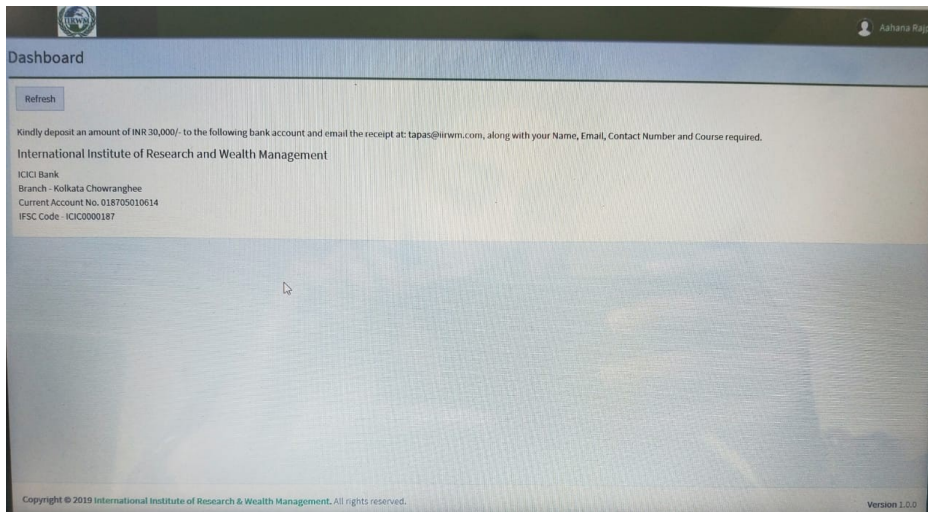 IIRWM
Aahana Rajp
Dashboard
Refresh
Kindly deposit an amount of INR 30,000/- to the following bank account and email the receipt at: tapas@iirwm.com, along with your Name, Email, Contact Number and Course required.
International Institute of Research and Wealth Management
ICICI Bank
Branch - Kolkata Chowranghee
Current Account No. 018705010614
IFSC Code - ICIC0000187
Copyright © 2019 International Institute of Research & Wealth Management. All rights reserved.
Version 1.0.0